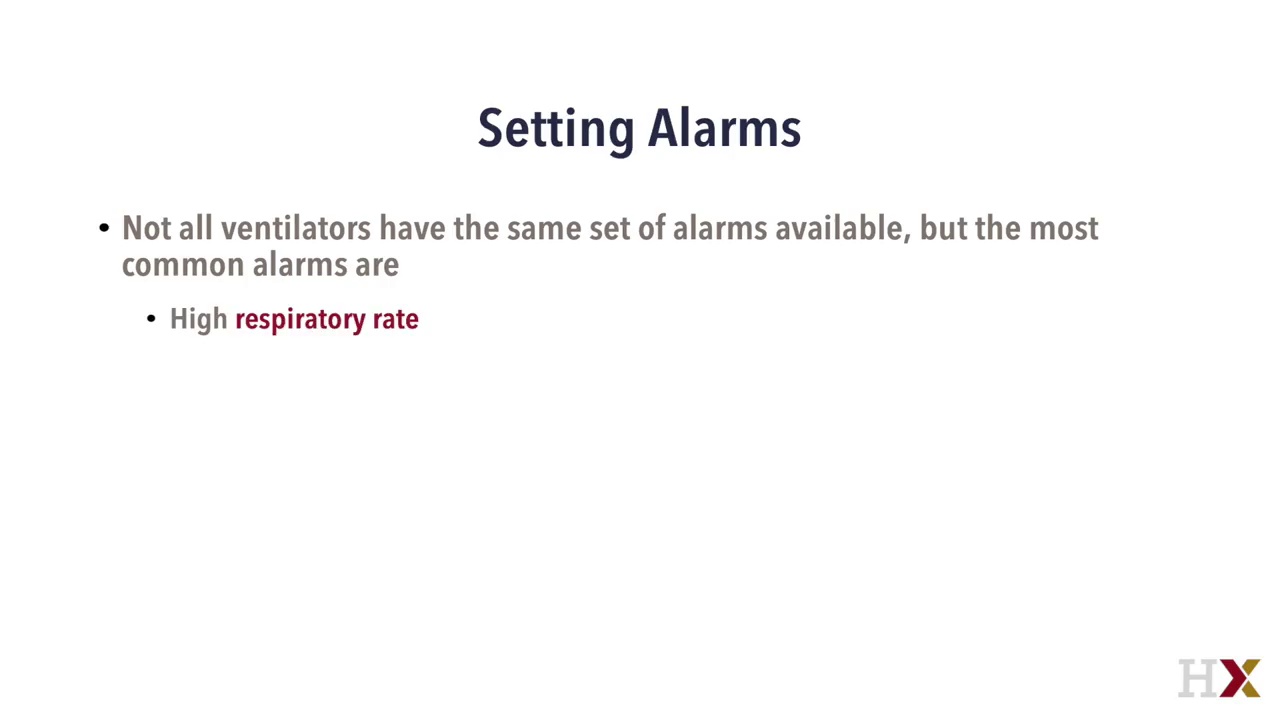 Setting Alarms
• Not all ventilators have the same set of alarms available, but the most
common alarms are
• High respiratory rate
HX